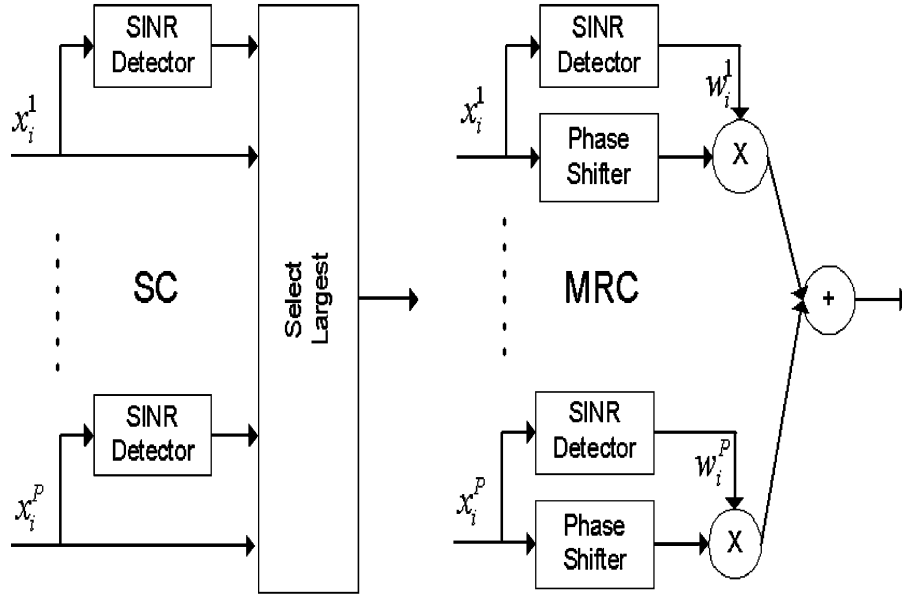 SINR
Detector
x_i^1
SC
Select
Largest
SINR
Detector
x_i^P
SINR
Detector
w_i^1
x_i^1
Phase
Shifter
X
MRC
+
SINR
Detector
w_i^P
x_i^P
Phase
Shifter
X